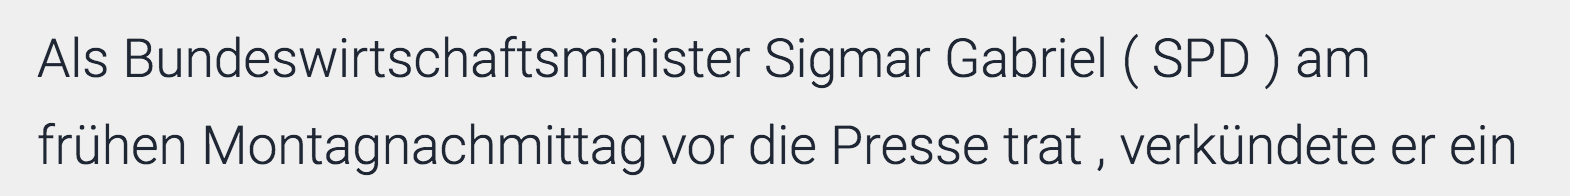 Als Bundeswirtschaftsminister Sigmar Gabriel ( SPD ) am
frühen Montagnachmittag vor die Presse trat , verkündete er ein